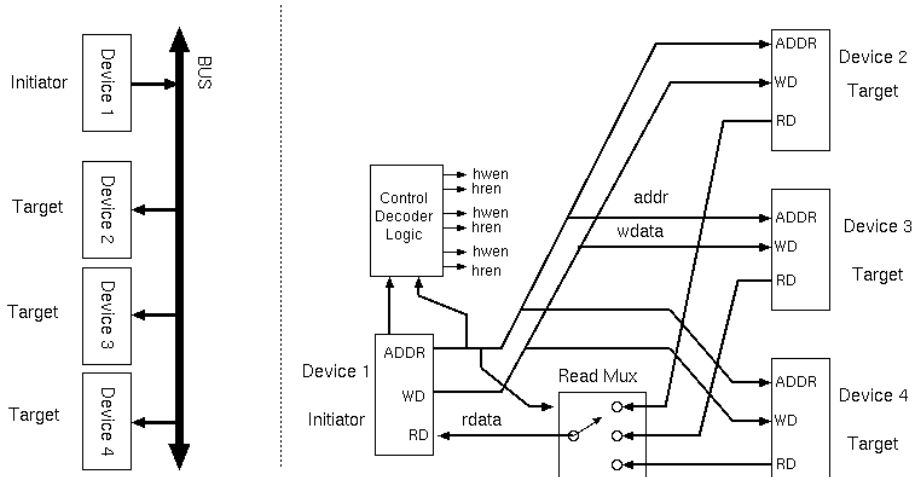 Initiator
Device 1
BUS
Target
Device 2
Target
Device 3
Target
Device 4
Control
Decoder
Logic
hwen
hren
hwen
hren
hwen
hren
Device 1
Initiator
ADDR
WD
RD
rdata
Read Mux
addr
wdata
ADDR
WD
RD
Device 2
Target
ADDR
WD
RD
Device 3
Target
ADDR
WD
RD
Device 4
Target